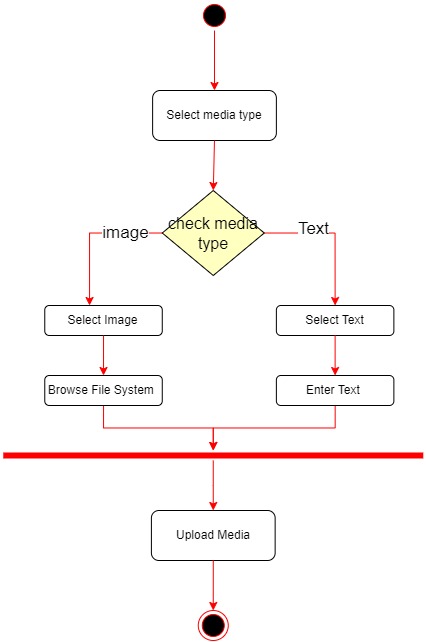 Select media type
check media
type
image
Text
Select Image
Select Text
Browse File System
Enter Text
Upload Media